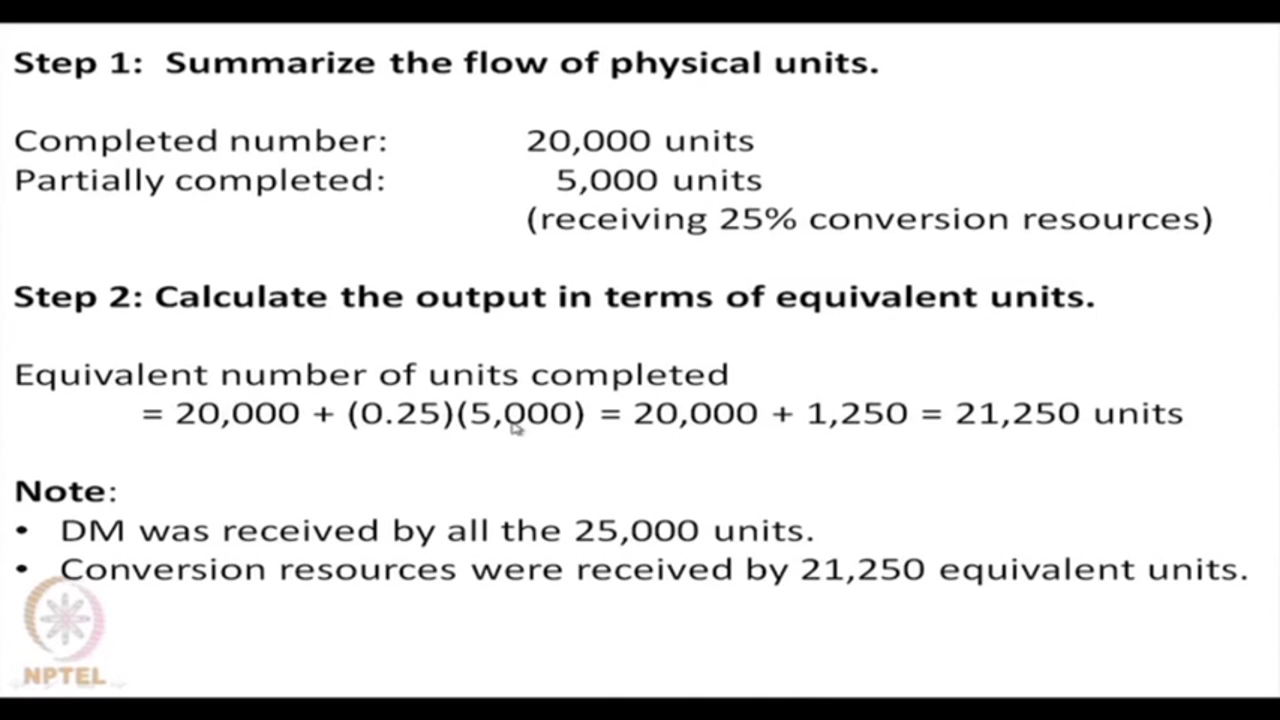 Step 1: Summarize the flow of physical units.
Completed number: 20,000 units
Partially completed: 5,000 units
(receiving 25% conversion resources)
Step 2: Calculate the output in terms of equivalent units.
Equivalent number of units completed
= 20,000 + (0.25)(5,000) = 20,000 + 1,250 = 21,250 units
Note:
• DM was received by all the 25,000 units.
• Conversion resources were received by 21,250 equivalent units.
NPTEL